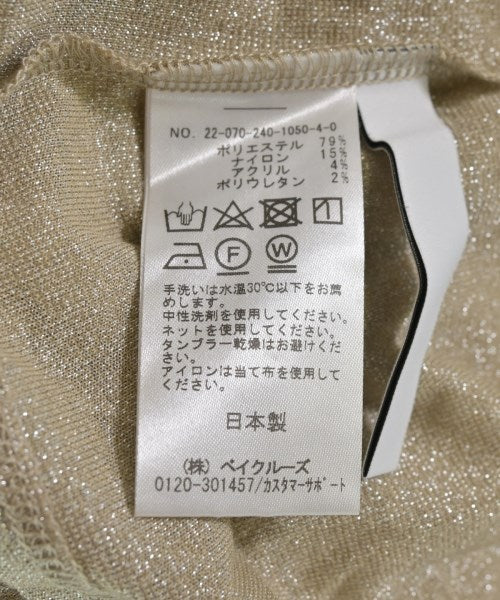 NO. 22-070-240-1050-4-0
ポリエステル 79%
ナイロン 15%
アクリル 4%
ポリウレタン 2%
F W
手洗いは水温30℃以下をお薦
めします。
中性洗剤を使用してください。
ネットを使用してください。
タンブラー乾燥はお避けくだ
さい。
アイロンは当て布を使用して
ください。
日本製
(株) ベイクルーズ
0120-301457/カスタマーサポート